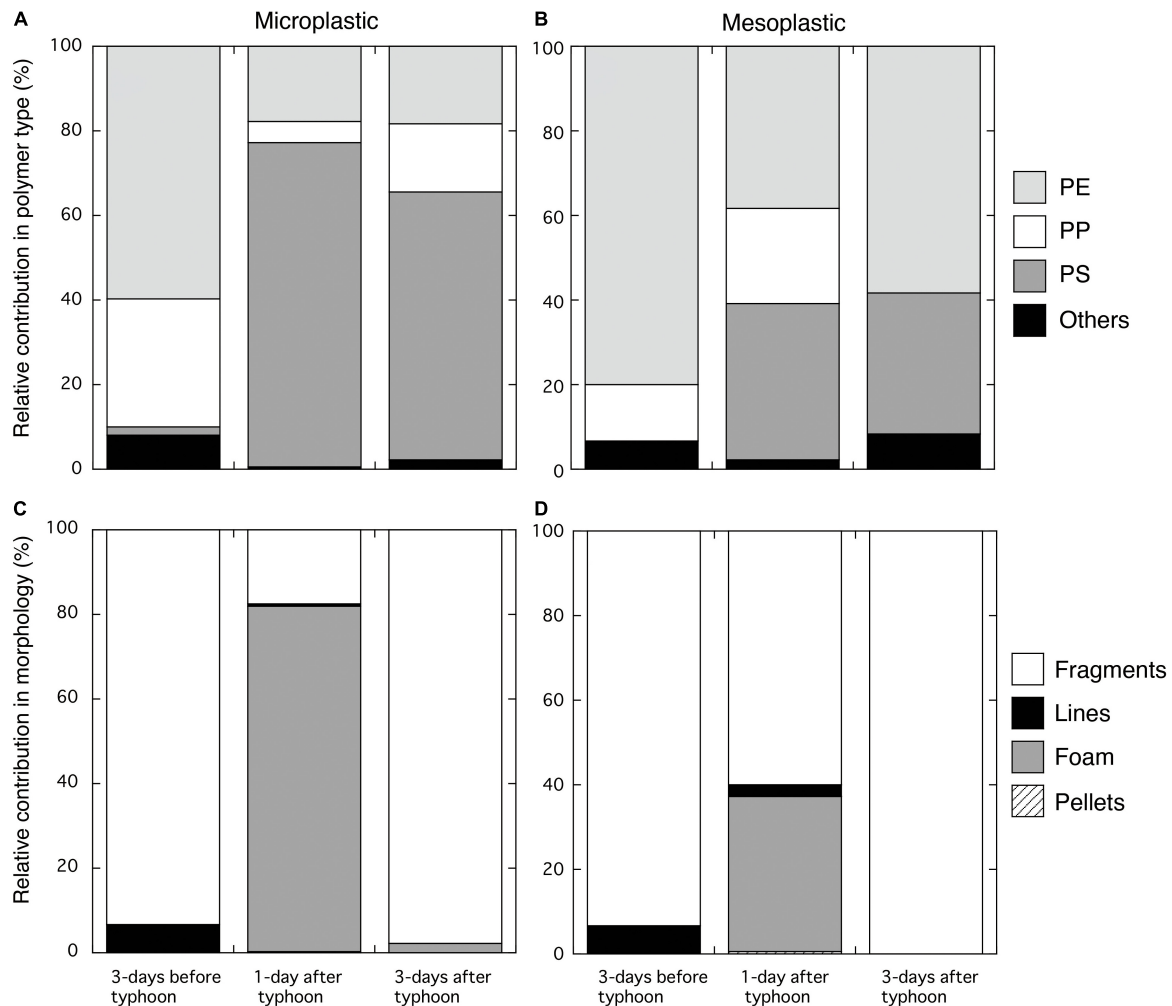 A
Microplastic
B
Mesoplastic
Relative contribution in polymer type (%)
100
80
60
40
20
0
100
80
60
40
20
0
PE
PP
PS
Others
C
D
Relative contribution in morphology (%)
100
80
60
40
20
0
100
80
60
40
20
0
Fragments
Lines
Foam
Pellets
3-days before
typhoon
1-day after
typhoon
3-days after
typhoon
3-days before
typhoon
1-day after
typhoon
3-days after
typhoon